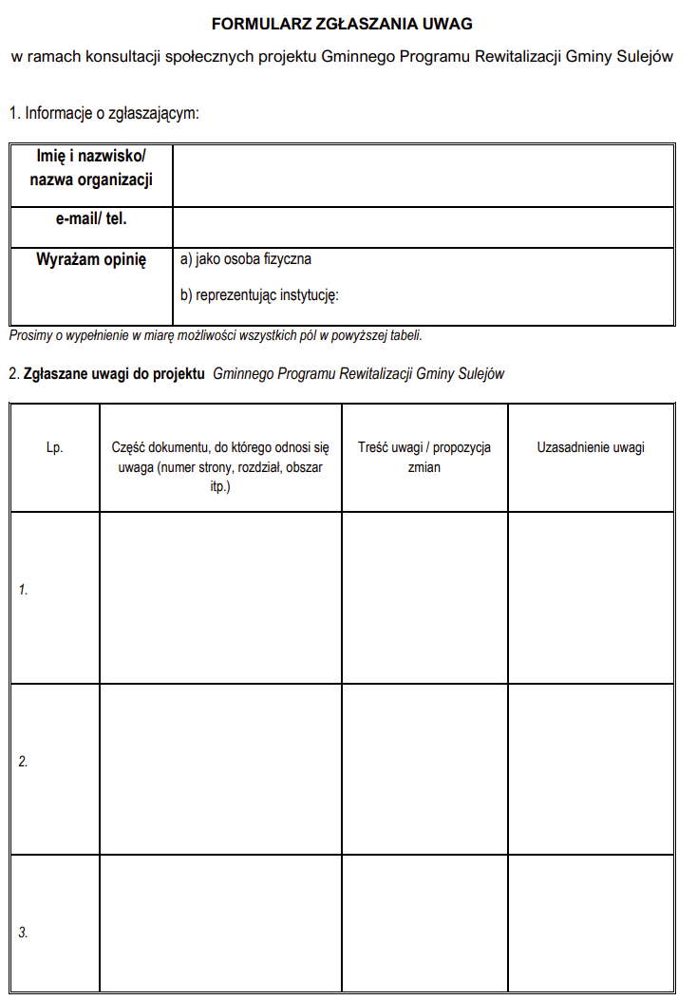 FORMULARZ ZGŁASZANIA UWAG
w ramach konsultacji społecznych projektu Gminnego Programu Rewitalizacji Gminy Sulejów
1. Informacje o zgłaszającym:
Imię i nazwisko/
nazwa organizacji
e-mail/ tel.
Wyrażam opinię
a) jako osoba fizyczna
b) reprezentując instytucję:
Prosimy o wypełnienie w miarę możliwości wszystkich pól w powyższej tabeli.
2. Zgłaszane uwagi do projektu Gminnego Programu Rewitalizacji Gminy Sulejów
Lp.
Część dokumentu, do którego odnosi się
uwaga (numer strony, rozdział, obszar
itp.)
Treść uwagi / propozycja
zmian
Uzasadnienie uwagi
1.
2.
3.